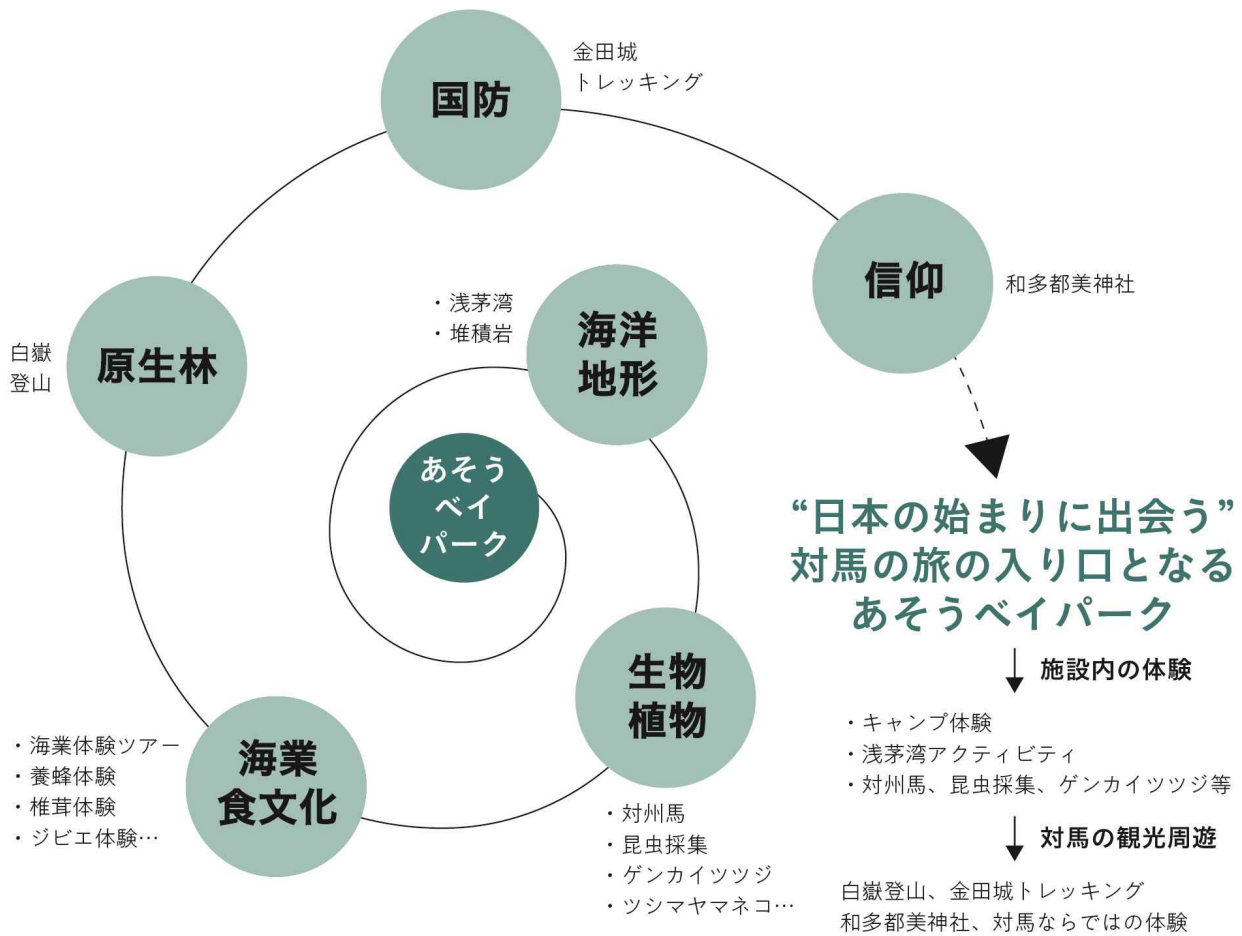 国防
金田城
トレッキング
信仰
和多都美神社
原生林
白嶽
登山
海洋
地形
・浅茅湾
・堆積岩
あそう
ベイ
パーク
生物
植物
・対州馬
・昆虫採集
・ゲンカイツツジ
・ツシマヤマネコ…
海業
食文化
・海業体験ツアー
・養蜂体験
・椎茸体験
・ジビエ体験…
“日本の始まりに出会う”
対馬の旅の入り口となる
あそうベイパーク
施設内の体験
・キャンプ体験
・浅茅湾アクティビティ
・対州馬、昆虫採集、ゲンカイツツジ等
対馬の観光周遊
白嶽登山、金田城トレッキング
和多都美神社、対馬ならではの体験